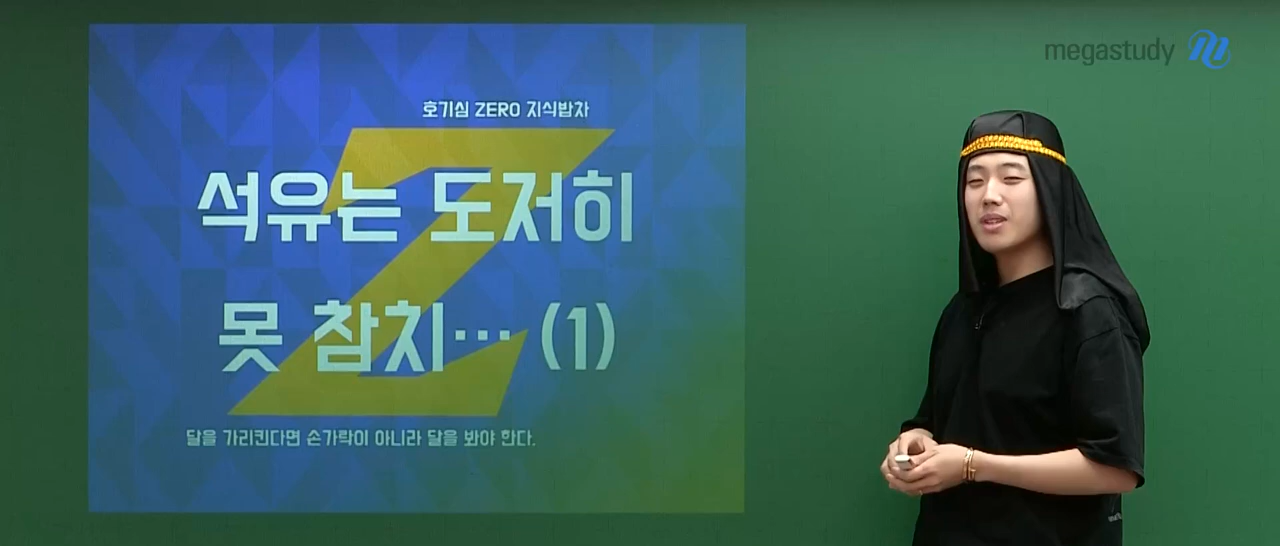 megastudy
호기심 ZERO 지식밥차
석유는 도저히
못 참치… (1)
달을 가리킨다면 손가락이 아니라 달을 봐야 한다.